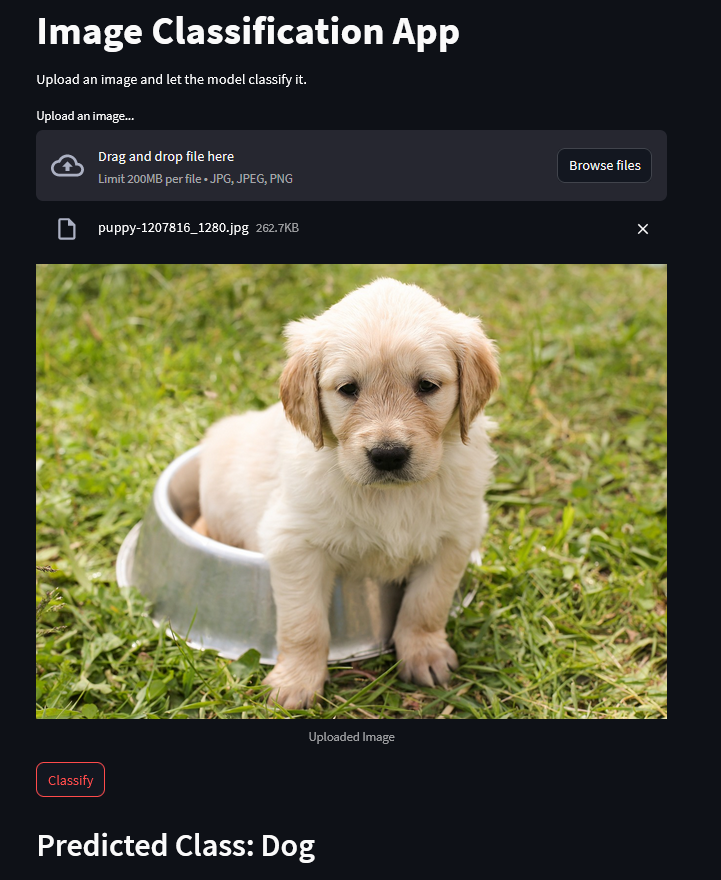 Image Classification App
Upload an image and let the model classify it.
Upload an image...
Drag and drop file here
Limit 200MB per file • JPG, JPEG, PNG
Browse files
puppy-1207816_1280.jpg 262.7KB
Uploaded Image
Classify
Predicted Class: Dog